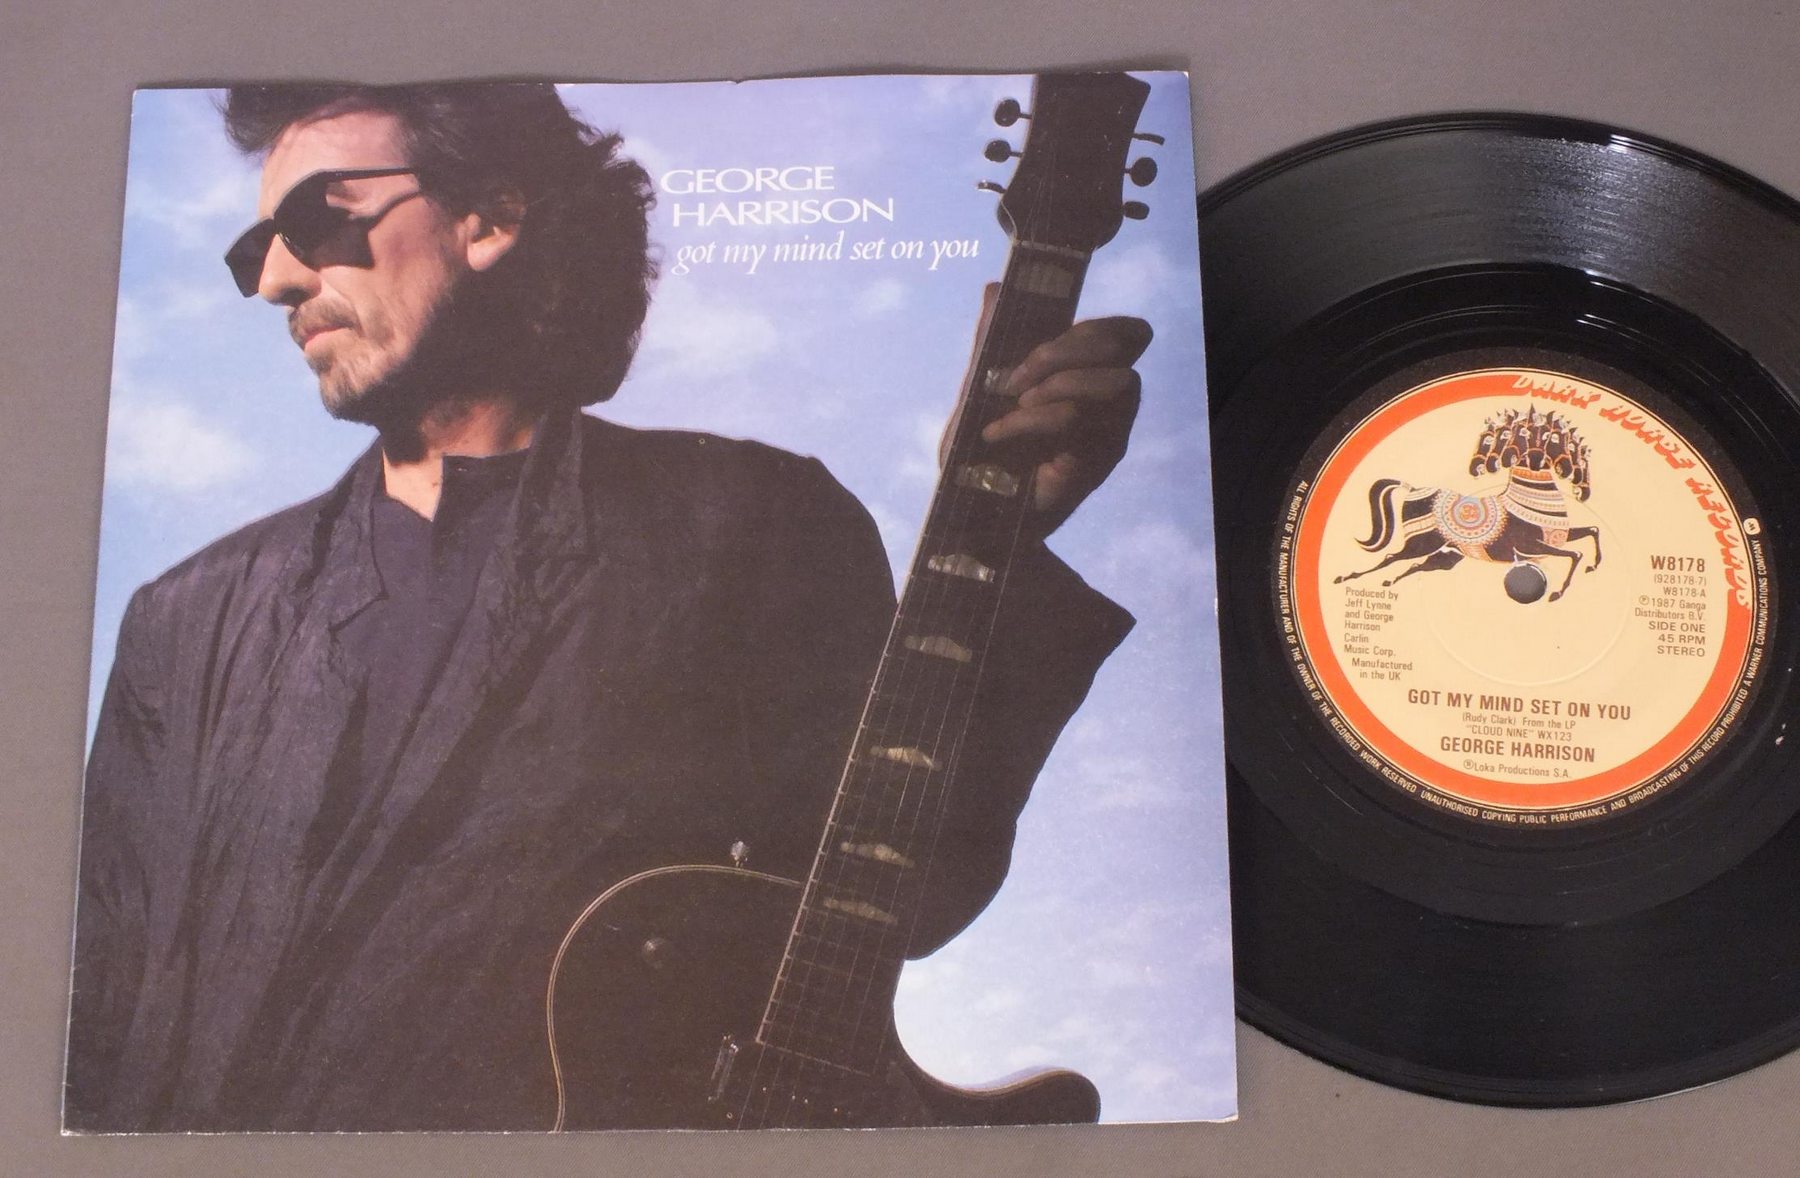 GEORGE
HARRISON
got my mind set on you
DARK HORSE RECORDS
W8178
(928178-7)
W8178-A
℗1987 Ganga
Distributors B.V.
SIDE ONE
45 RPM
STEREO
Produced by
Jeff Lynne
and George
Harrison
Carlin
Music Corp.
Manufactured
in the UK
GOT MY MIND SET ON YOU
(Rudy Clark) From the LP
"CLOUD NINE" WX123
GEORGE HARRISON
®Loka Productions S.A.
ALL RIGHTS OF THE MANUFACTURER AND OF THE OWNER OF THE RECORDED WORK RESERVED UNAUTHORISED COPYING PUBLIC PERFORMANCE AND BROADCASTING OF THIS RECORD PROHIBITED A WARNER COMMUNICATIONS COMPANY